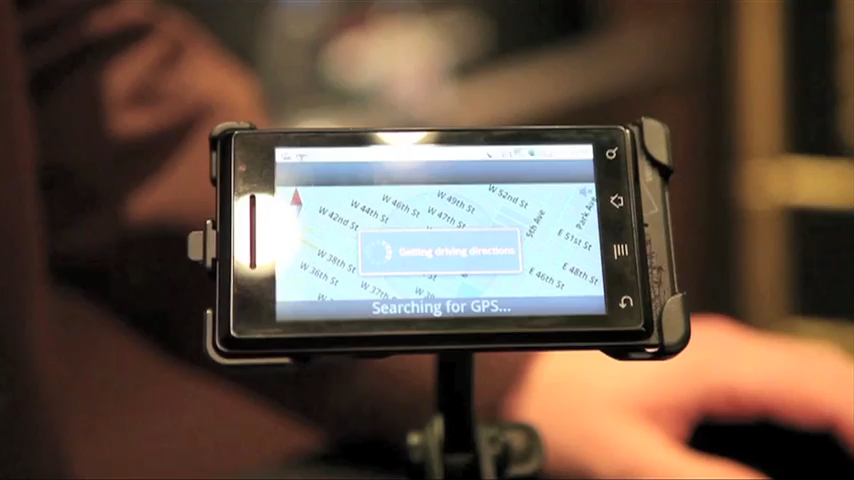 W 52nd St
W 49th St
W 46th St
W 44th St
W 47th St
W 42nd St
5th Ave
Park Ave
E 51st St
Getting driving directions
W 38th St
W 36th St
W 37th St
E 48th St
E 46th St
Searching for GPS...